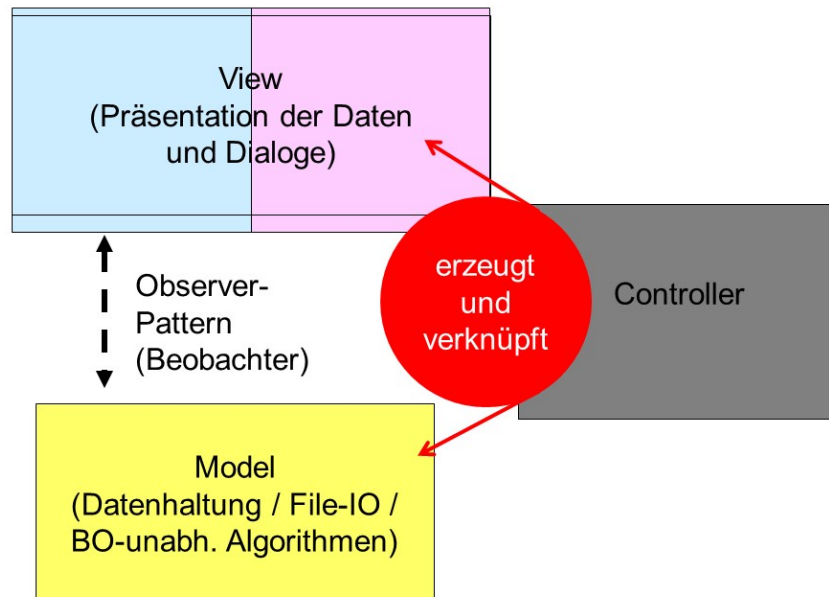 View
(Präsentation der Daten
und Dialoge)
erzeugt
und
verknüpft
Controller
Observer-
Pattern
(Beobachter)
Model
(Datenhaltung / File-IO /
BO-unabh. Algorithmen)